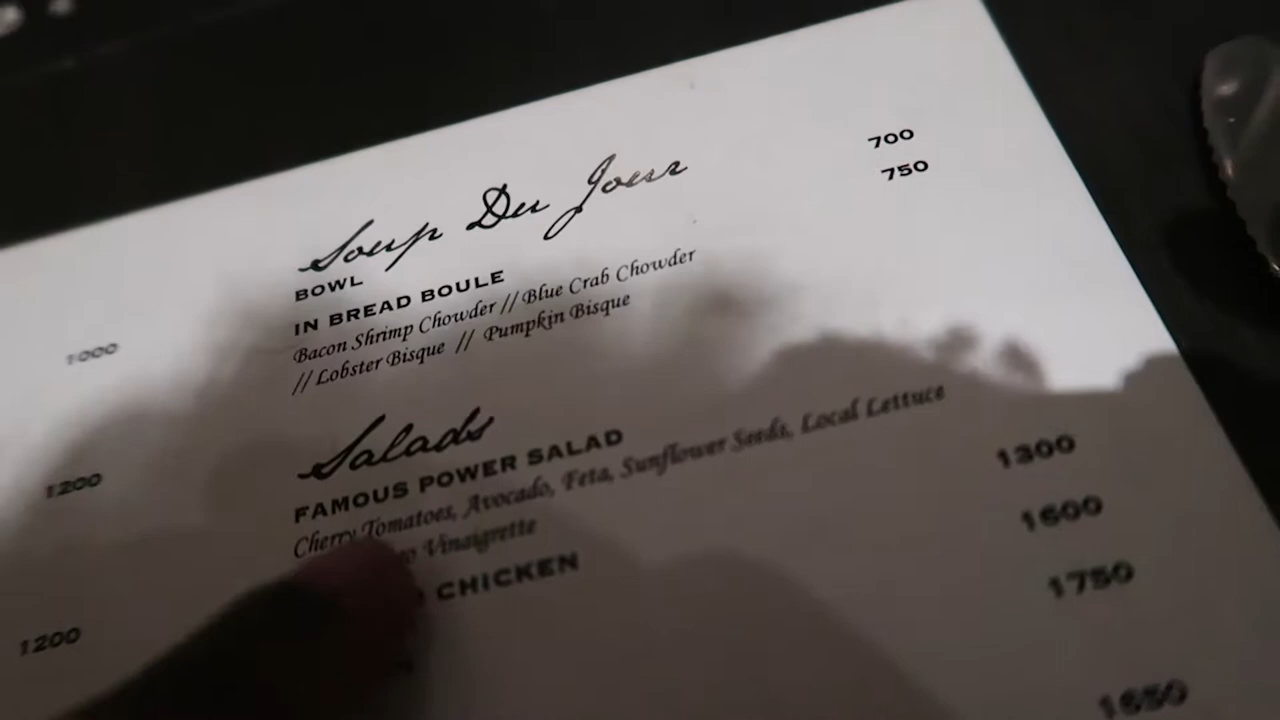 Soup Du Jour
BOWL 700
IN BREAD BOULE 750
Bacon Shrimp Chowder // Blue Crab Chowder
// Lobster Bisque // Pumpkin Bisque
Salads
FAMOUS POWER SALAD 1300
Cherry Tomatoes, Avocado, Feta, Sunflower Seeds, Local Lettuce
Vinaigrette
CHICKEN 1600
1750
1650
1000
1200
1200